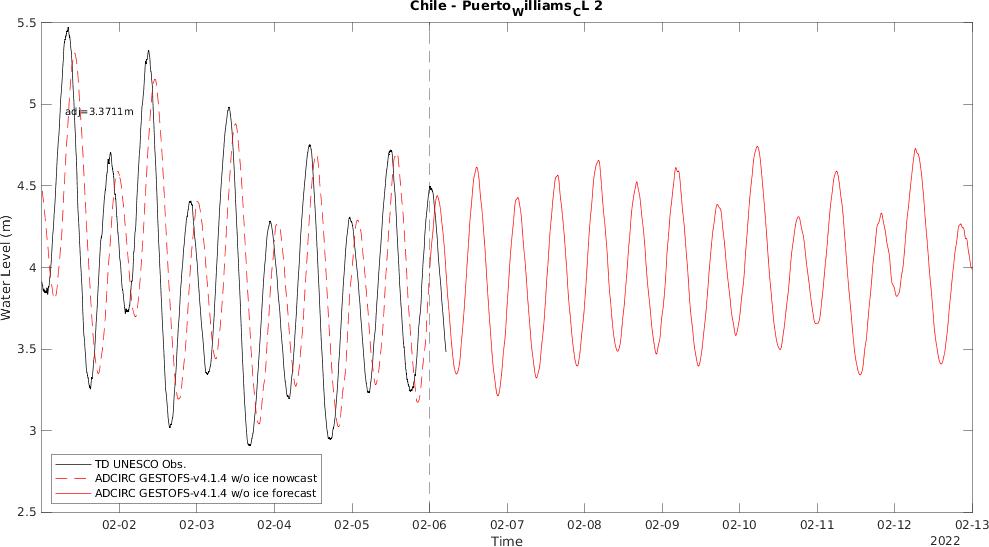 Chile - PuertoWilliamsCL 2
5.5
5
4.5
4
3.5
3
2.5
Water Level (m)
adj=3.3711m
TD UNESCO Obs.
ADCIRC GESTOFS-v4.1.4 w/o ice nowcast
ADCIRC GESTOFS-v4.1.4 w/o ice forecast
02-02 02-03 02-04 02-05 02-06 02-07 02-08 02-09 02-10 02-11 02-12 02-13
Time
2022